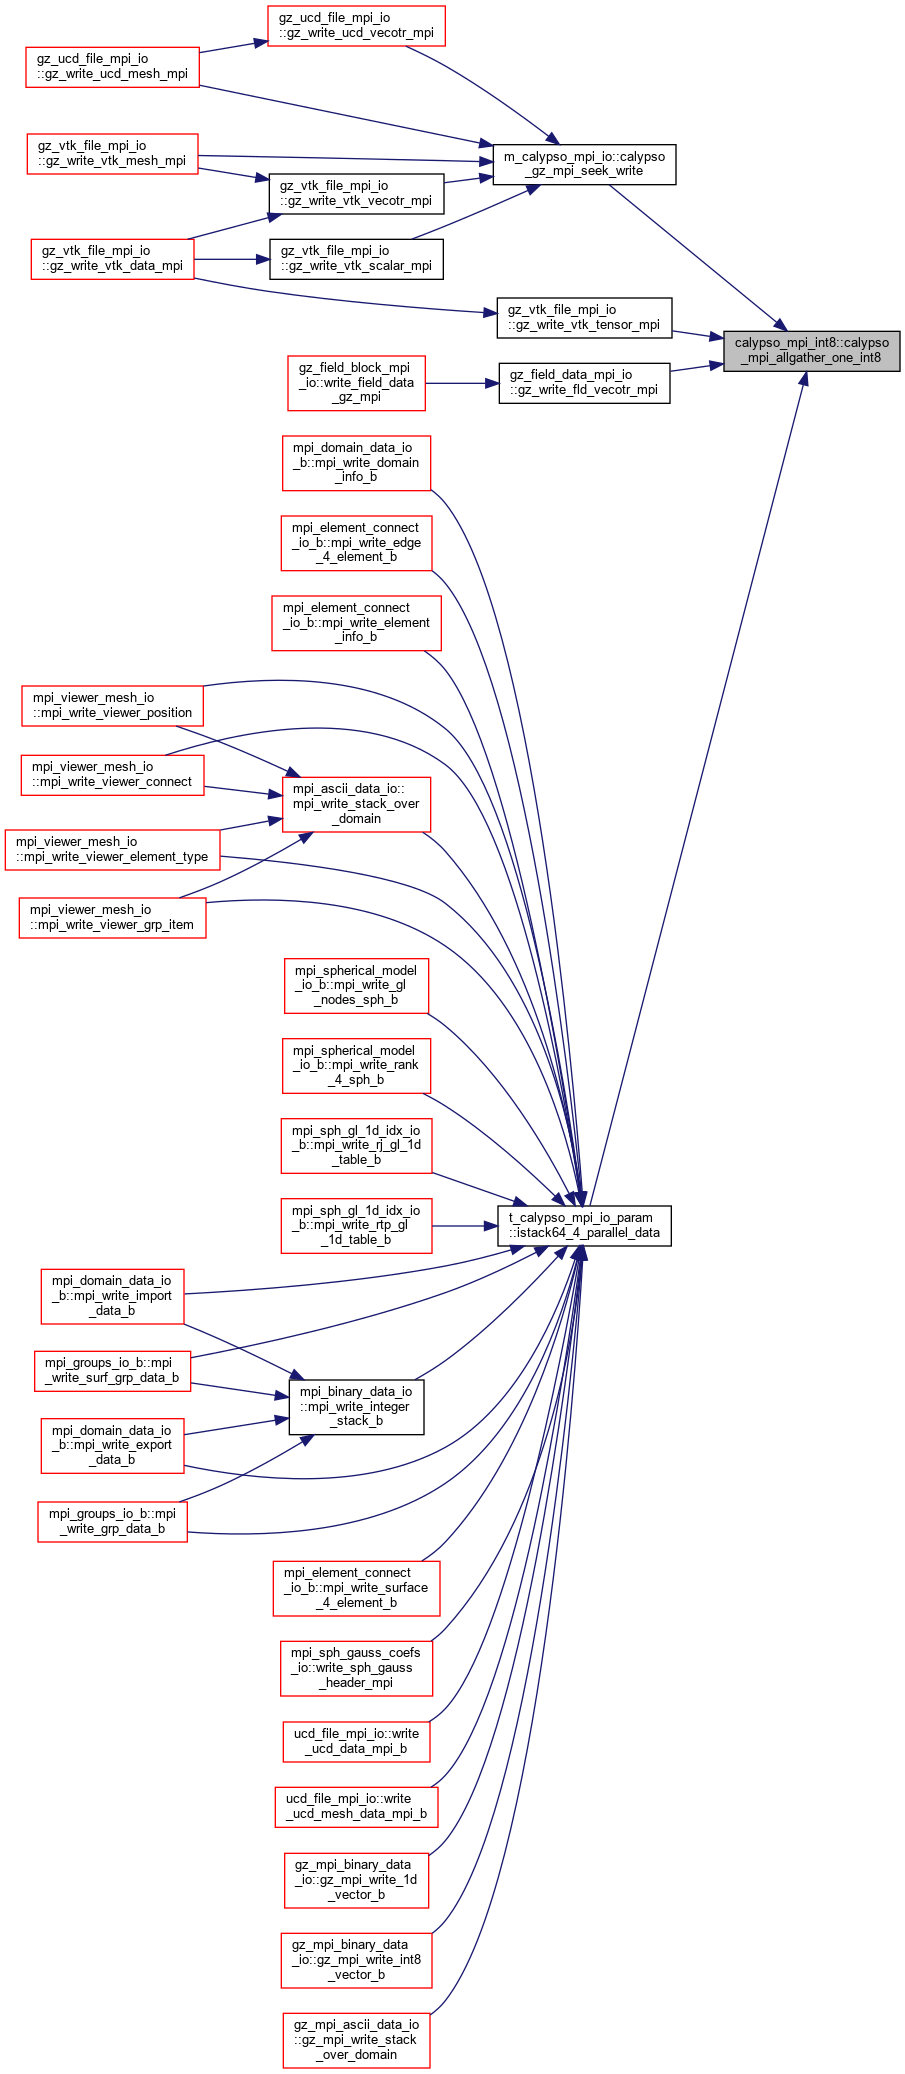 gz_ucd_file_mpi_io
::gz_write_ucd_vecotr_mpi
gz_ucd_file_mpi_io
::gz_write_ucd_mesh_mpi
gz_vtk_file_mpi_io
::gz_write_vtk_mesh_mpi
m_calypso_mpi_io::calypso
_gz_mpi_seek_write
gz_vtk_file_mpi_io
::gz_write_vtk_vecotr_mpi
gz_vtk_file_mpi_io
::gz_write_vtk_data_mpi
gz_vtk_file_mpi_io
::gz_write_vtk_scalar_mpi
gz_vtk_file_mpi_io
::gz_write_vtk_tensor_mpi
calypso_mpi_int8::calypso
_mpi_allgather_one_int8
gz_field_block_mpi
_io::write_field_data
_gz_mpi
gz_field_data_mpi_io
::gz_write_fld_vecotr_mpi
mpi_domain_data_io
_b::mpi_write_domain
_info_b
mpi_element_connect
_io_b::mpi_write_edge
_4_element_b
mpi_element_connect
_io_b::mpi_write_element
_info_b
mpi_viewer_mesh_io
::mpi_write_viewer_position
mpi_viewer_mesh_io
::mpi_write_viewer_connect
mpi_ascii_data_io::
mpi_write_stack_over
_domain
mpi_viewer_mesh_io
::mpi_write_viewer_element_type
mpi_viewer_mesh_io
::mpi_write_viewer_grp_item
mpi_spherical_model
_io_b::mpi_write_gl
_nodes_sph_b
mpi_spherical_model
_io_b::mpi_write_rank
_4_sph_b
mpi_sph_gl_1d_idx_io
_b::mpi_write_rj_gl_1d
_table_b
mpi_sph_gl_1d_idx_io
_b::mpi_write_rtp_gl
_1d_table_b
t_calypso_mpi_io_param
::istack64_4_parallel_data
mpi_domain_data_io
_b::mpi_write_import
_data_b
mpi_groups_io_b::mpi
_write_surf_grp_data_b
mpi_binary_data_io
::mpi_write_integer
_stack_b
mpi_domain_data_io
_b::mpi_write_export
_data_b
mpi_groups_io_b::mpi
_write_grp_data_b
mpi_element_connect
_io_b::mpi_write_surface
_4_element_b
mpi_sph_gauss_coefs
_io::write_sph_gauss
_header_mpi
ucd_file_mpi_io::write
_ucd_data_mpi_b
ucd_file_mpi_io::write
_ucd_mesh_data_mpi_b
gz_mpi_binary_data
_io::gz_mpi_write_1d
_vector_b
gz_mpi_binary_data
_io::gz_mpi_write_int8
_vector_b
gz_mpi_ascii_data_io
::gz_mpi_write_stack
_over_domain